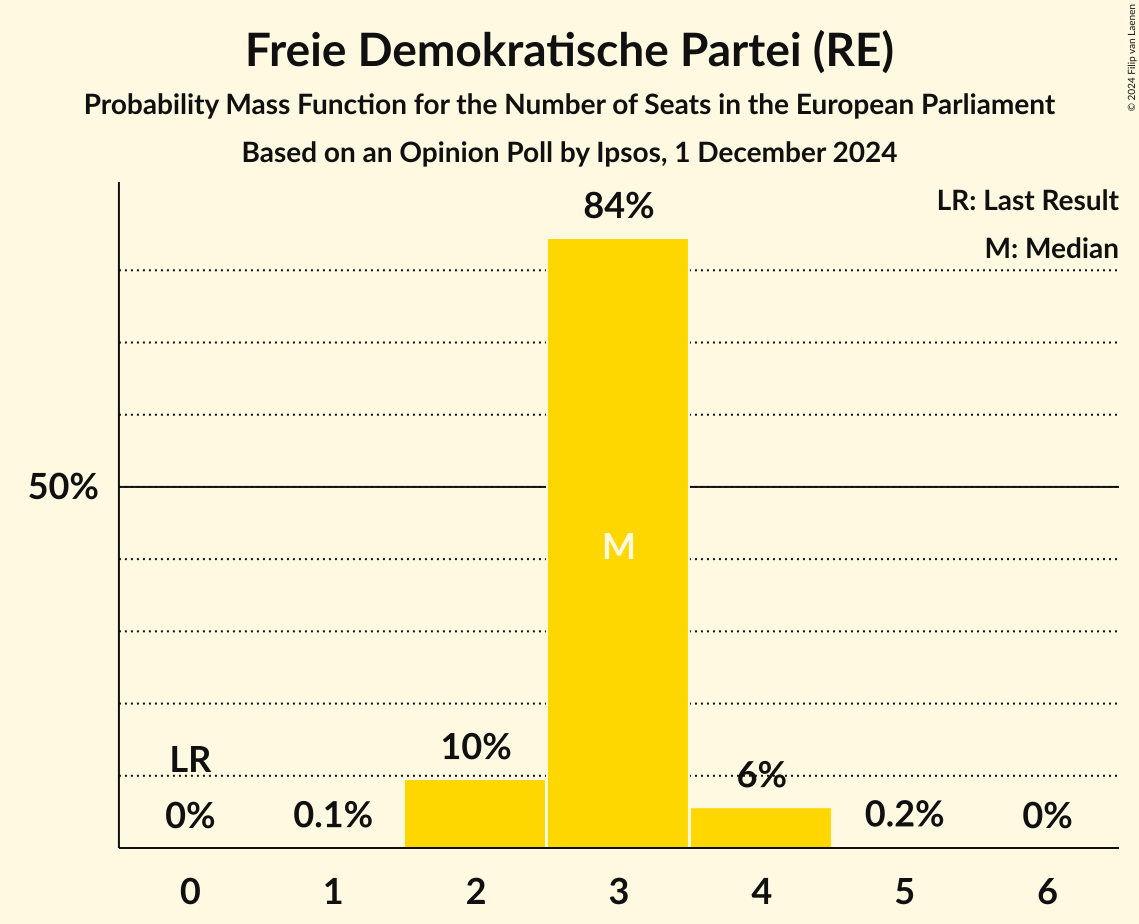 Freie Demokratische Partei (RE)
Probability Mass Function for the Number of Seats in the European Parliament
Based on an Opinion Poll by Ipsos, 1 December 2024
© 2024 Filip van Laenen
LR: Last Result
M: Median
84%
50%
M
LR
10%
6%
0%
0.1%
0.2%
0%
0 1 2 3 4 5 6